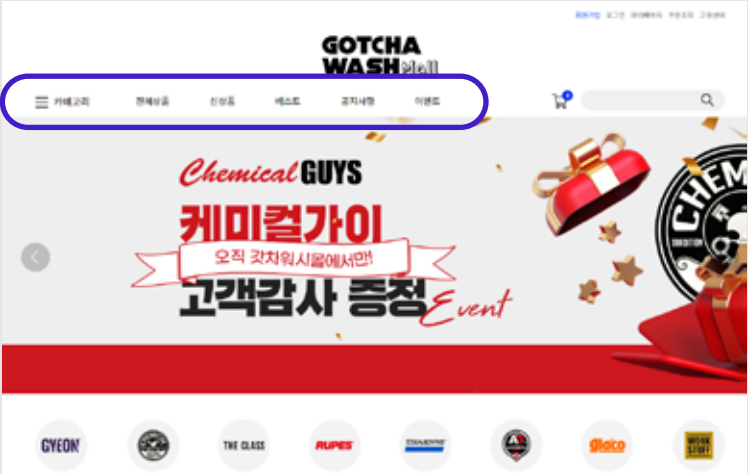 회원가입 로그인 마이페이지 주문조회 고객센터
GOTCHA
WASH Mall
카테고리 전체상품 신상품 베스트 공지사항 이벤트
0
Chemical GUYS
케미컬가이
오직 갓차워시몰에서만!
고객감사 증정 Event
CHEM
GYEON THE CLASS RUPES glaco WORK STUFF